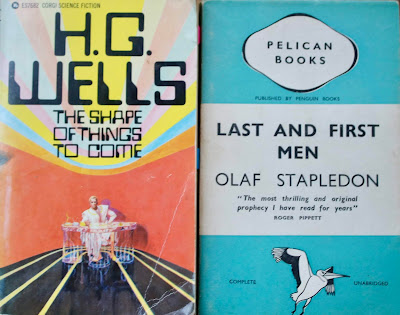 ES7682 CORGI SCIENCE FICTION
H.G.
WELLS
THE SHAPE
OF THINGS
TO COME
PELICAN
BOOKS
PUBLISHED BY PENGUIN BOOKS
LAST AND FIRST
MEN
OLAF STAPLEDON
"The most thrilling and original
prophecy I have read for years"
ROGER PIPPETT
COMPLETE UNABRIDGED